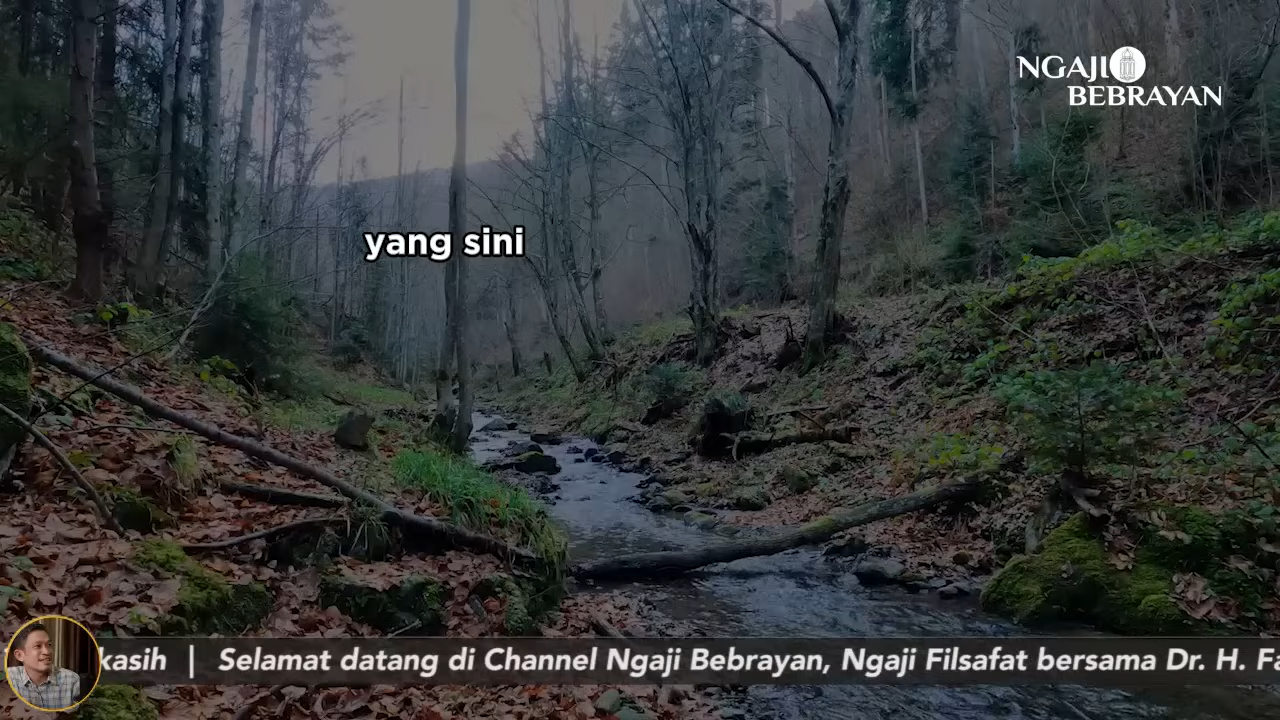 NGAJI
BEBRAYAN
yang sini
kasih | Selamat datang di Channel Ngaji Bebrayan, Ngaji Filsafat bersama Dr. H. Fa